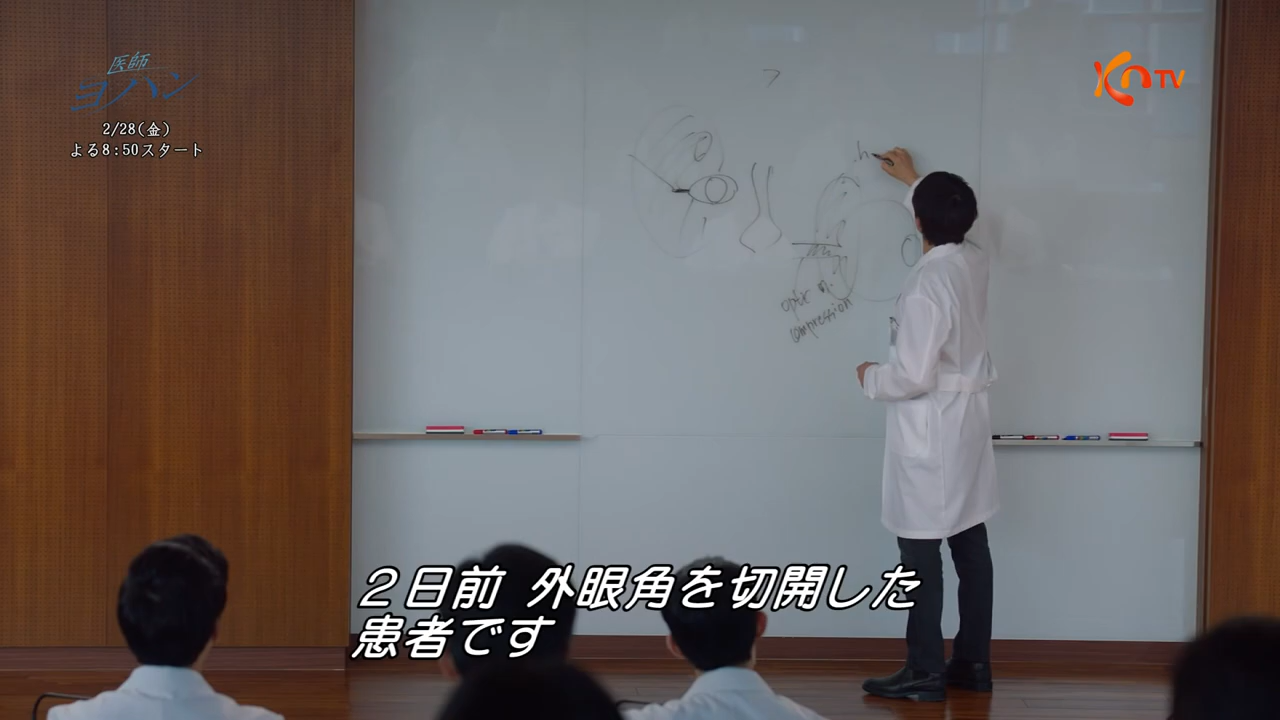 医師
ヨハン
2/28(金)
よる8:50スタート
KnTV
optic n.
compression
２日前 外眼角を切開した
患者です